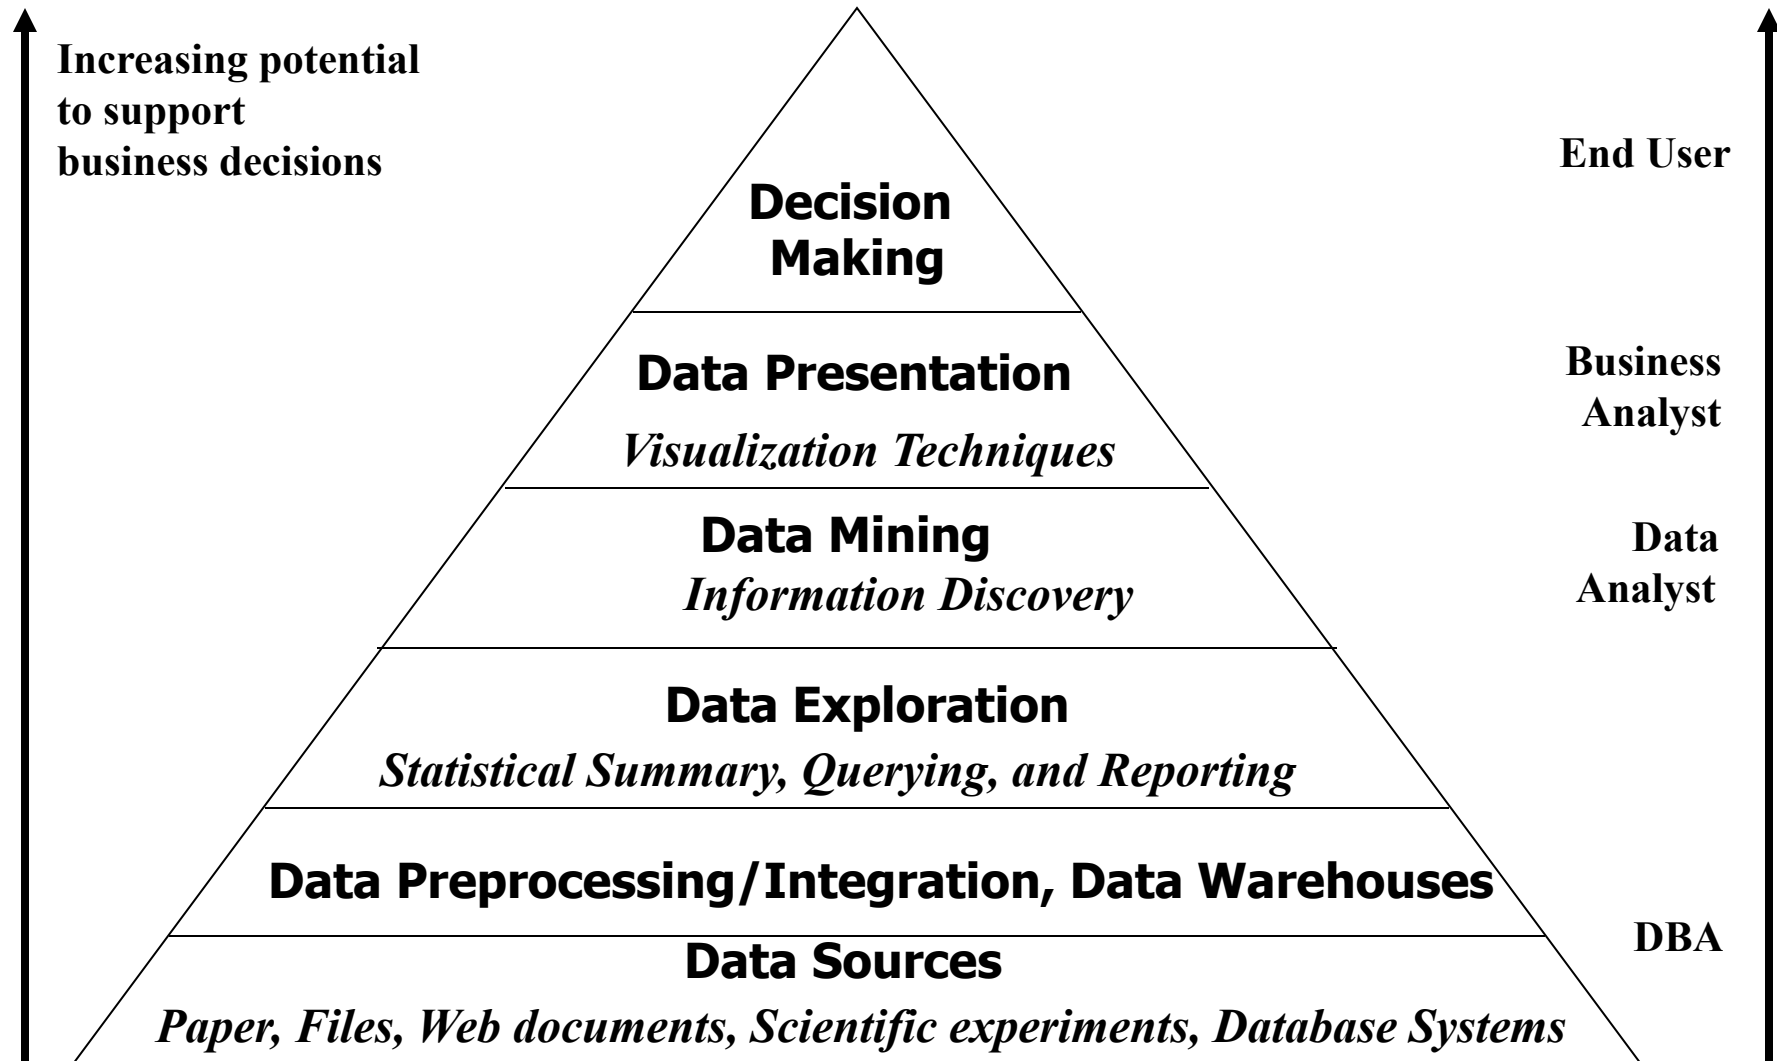 Increasing potential
to support
business decisions
End User
Decision
Making
Data Presentation
Visualization Techniques
Business
Analyst
Data Mining
Information Discovery
Data
Analyst
Data Exploration
Statistical Summary, Querying, and Reporting
Data Preprocessing/Integration, Data Warehouses
DBA
Data Sources
Paper, Files, Web documents, Scientific experiments, Database Systems